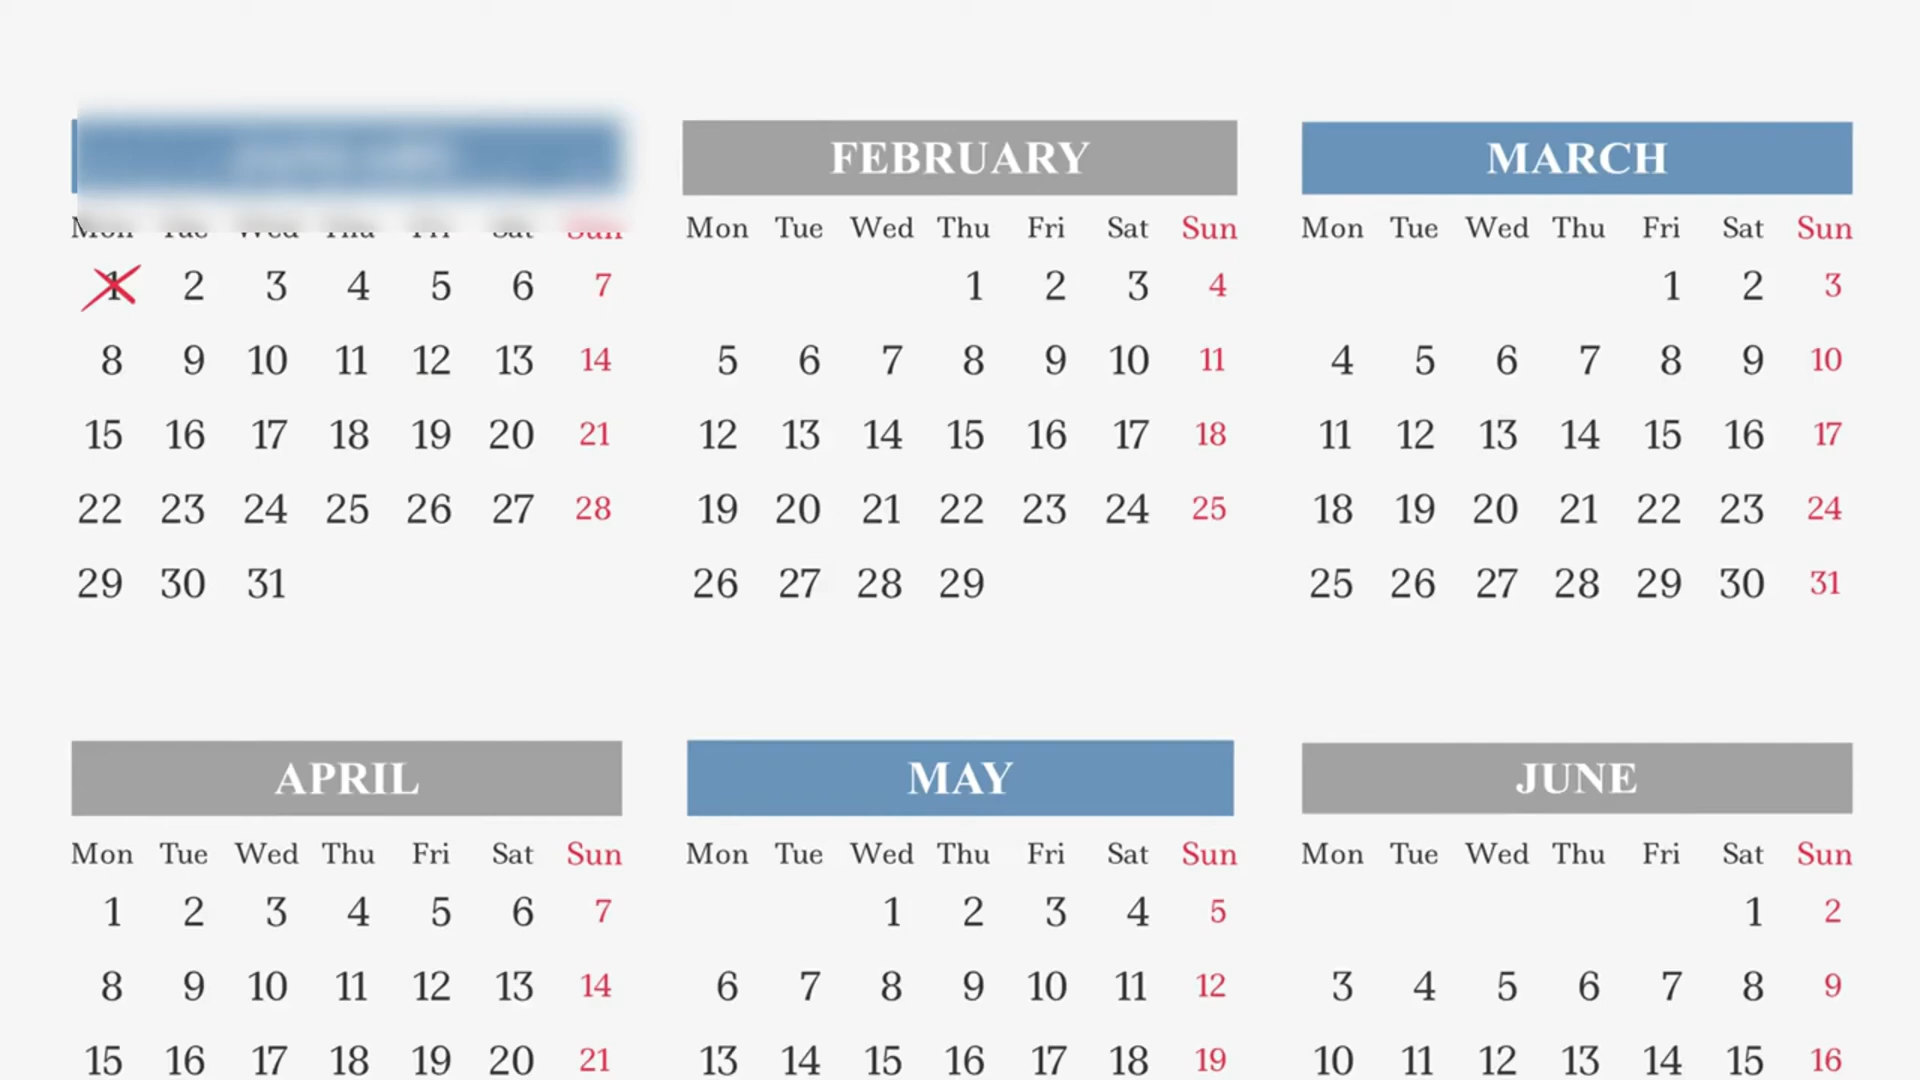 FEBRUARY MARCH
Mon Tue Wed Thu Fri Sat Sun Mon Tue Wed Thu Fri Sat Sun Mon Tue Wed Thu Fri Sat Sun
1 2 3 4 5 6 7 1 2 3 4 1 2 3
8 9 10 11 12 13 14 5 6 7 8 9 10 11 4 5 6 7 8 9 10
15 16 17 18 19 20 21 12 13 14 15 16 17 18 11 12 13 14 15 16 17
22 23 24 25 26 27 28 19 20 21 22 23 24 25 18 19 20 21 22 23 24
29 30 31 26 27 28 29 25 26 27 28 29 30 31
APRIL MAY JUNE
Mon Tue Wed Thu Fri Sat Sun Mon Tue Wed Thu Fri Sat Sun Mon Tue Wed Thu Fri Sat Sun
1 2 3 4 5 6 7 1 2 3 4 5 1 2
8 9 10 11 12 13 14 6 7 8 9 10 11 12 3 4 5 6 7 8 9
15 16 17 18 19 20 21 13 14 15 16 17 18 19 10 11 12 13 14 15 16